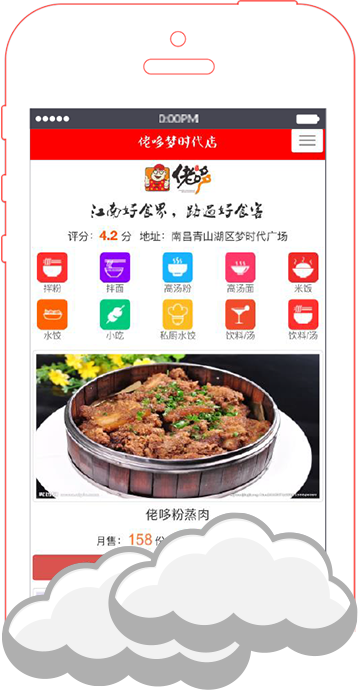 0:00PM
佬哆梦时代店
佬哆
江南好食界，路过好食客
评分：4.2 分 地址：南昌青山湖区梦时代广场
拌粉 拌面 高汤粉 高汤面 米饭
水饺 小吃 私厨水饺 饮料/汤 饮料/汤
佬哆粉蒸肉
月售：158 份